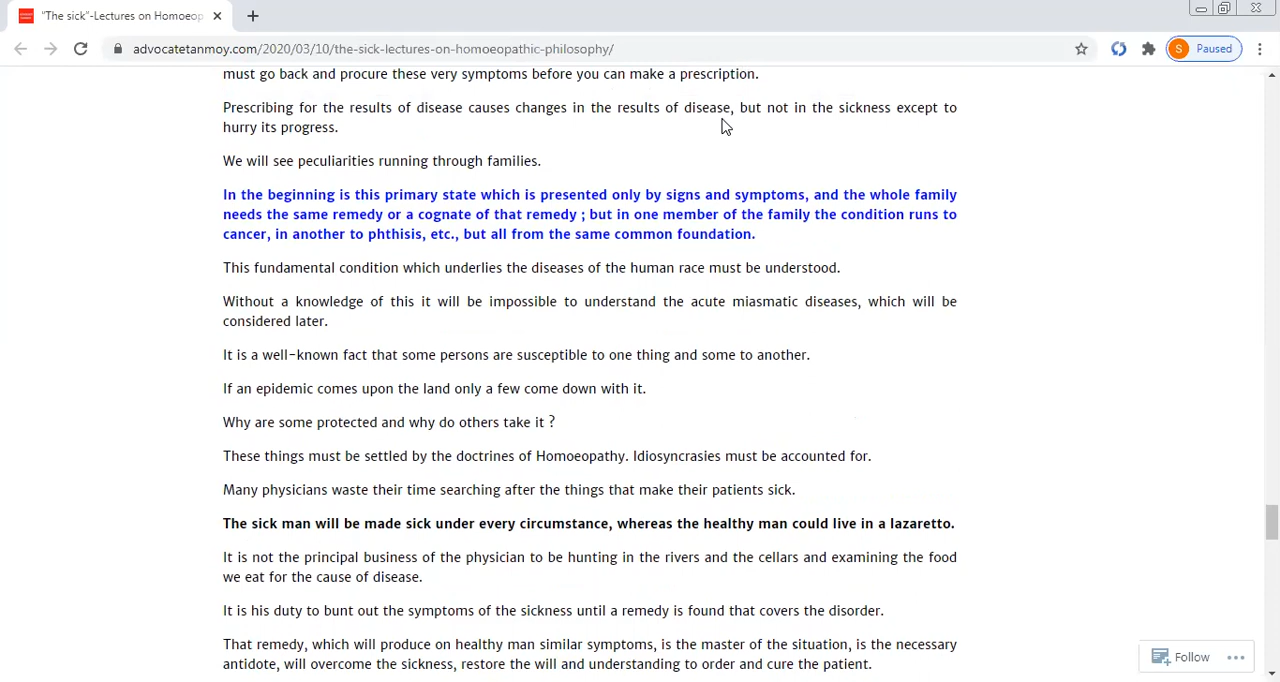 "The sick"-Lectures on Homoeop
advocatetanmoy.com/2020/03/10/the-sick-lectures-on-homoeopathic-philosophy/
S Paused
must go back and procure these very symptoms before you can make a prescription.
Prescribing for the results of disease causes changes in the results of disease, but not in the sickness except to
hurry its progress.
We will see peculiarities running through families.
In the beginning is this primary state which is presented only by signs and symptoms, and the whole family
needs the same remedy or a cognate of that remedy ; but in one member of the family the condition runs to
cancer, in another to phthisis, etc., but all from the same common foundation.
This fundamental condition which underlies the diseases of the human race must be understood.
Without a knowledge of this it will be impossible to understand the acute miasmatic diseases, which will be
considered later.
It is a well-known fact that some persons are susceptible to one thing and some to another.
If an epidemic comes upon the land only a few come down with it.
Why are some protected and why do others take it ?
These things must be settled by the doctrines of Homoeopathy. Idiosyncrasies must be accounted for.
Many physicians waste their time searching after the things that make their patients sick.
The sick man will be made sick under every circumstance, whereas the healthy man could live in a lazaretto.
It is not the principal business of the physician to be hunting in the rivers and the cellars and examining the food
we eat for the cause of disease.
It is his duty to bunt out the symptoms of the sickness until a remedy is found that covers the disorder.
That remedy, which will produce on healthy man similar symptoms, is the master of the situation, is the necessary
antidote, will overcome the sickness, restore the will and understanding to order and cure the patient.
Follow